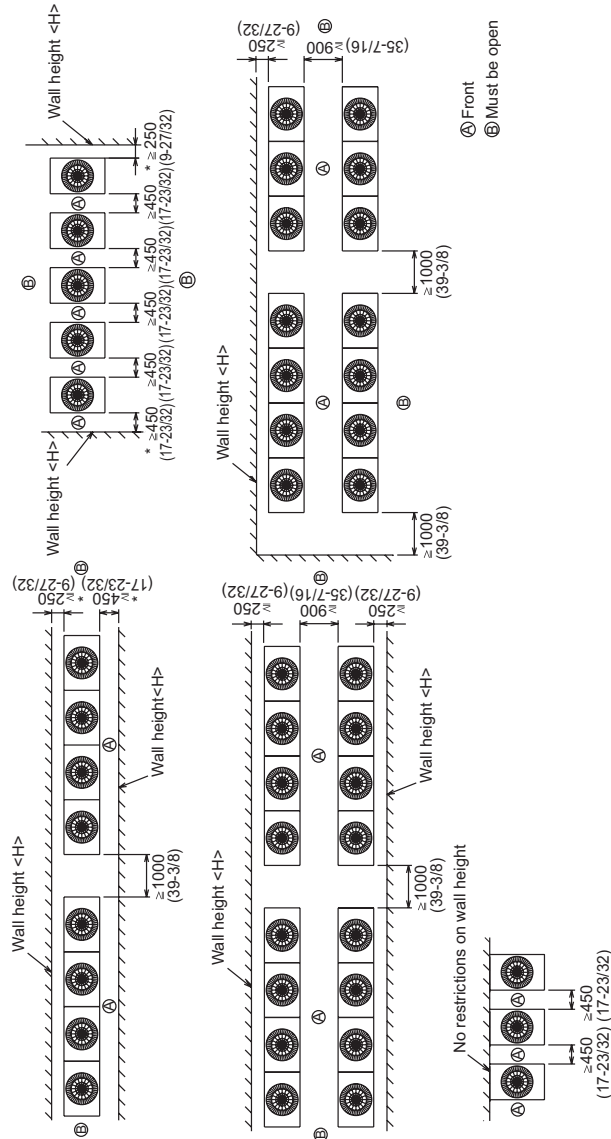 Wall height <H>
≥250
(9-27/32)
* ≥450
(17-23/32)
Ⓑ Ⓑ
Ⓐ Ⓐ
≥1000
(39-3/8)
Wall height<H>
Wall height <H>
Wall height <H>
Ⓑ
Ⓐ Ⓐ Ⓐ Ⓐ Ⓐ
* ≥450 ≥450 ≥450 ≥450 ≥450 * ≥250
(17-23/32) (17-23/32) (17-23/32) (17-23/32) (17-23/32) (9-27/32)
Ⓑ
Wall height <H>
≥250
(9-27/32)
≥900
(35-7/16)
≥250
(9-27/32)
Ⓑ Ⓑ
Ⓐ Ⓐ
≥1000
(39-3/8)
Wall height <H>
Wall height <H>
≥250
(9-27/32)
≥900
(35-7/16)
Ⓑ
Ⓐ Ⓐ
Ⓑ
≥1000
(39-3/8)
≥1000
(39-3/8)
No restrictions on wall height
Ⓐ Ⓐ Ⓐ
≥450 ≥450
(17-23/32) (17-23/32)
Ⓐ Front
Ⓑ Must be open